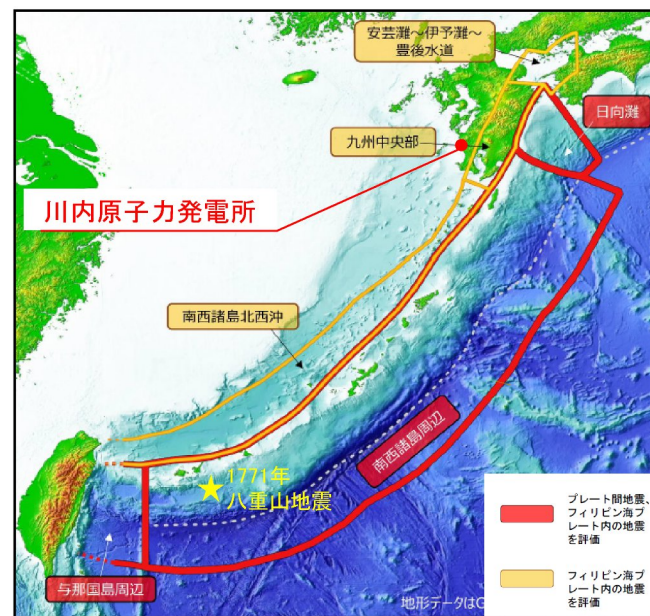 安芸灘～伊予灘～
豊後水道
日向灘
九州中央部
川内原子力発電所
南西諸島北西沖
南西諸島周辺
1771年
八重山地震
与那国島周辺
プレート間地震、
フィリピン海プ
レート内の地震
を評価
フィリピン海プ
レート内の地震
を評価
地形データはG